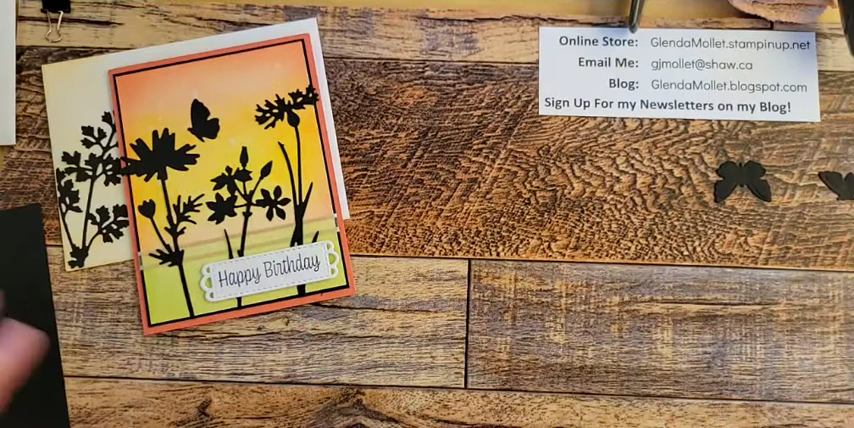 Online Store: GlendaMollet.stampinup.net
Email Me: gjmollet@shaw.ca
Blog: GlendaMollet.blogspot.com
Sign Up For my Newsletters on my Blog!
Happy Birthday